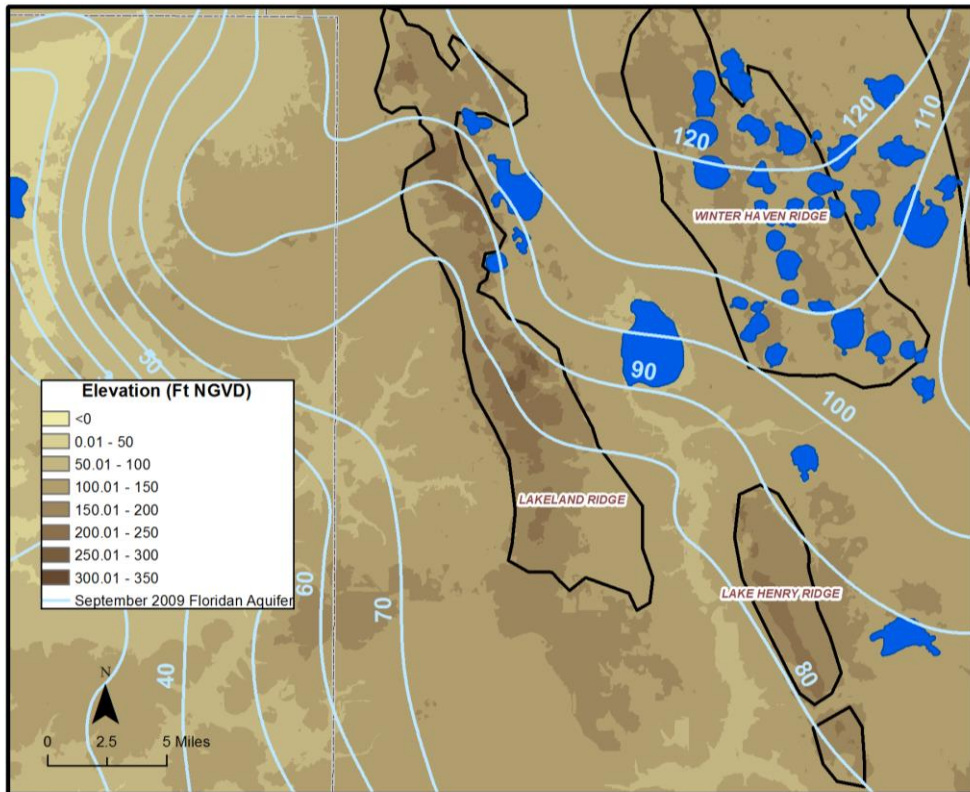 120
120
110
WINTER HAVEN RIDGE
50
90
100
Elevation (Ft NGVD)
<0
0.01 - 50
50.01 - 100
100.01 - 150
150.01 - 200
200.01 - 250
250.01 - 300
300.01 - 350
September 2009 Floridan Aquifer
LAKELAND RIDGE
LAKE HENRY RIDGE
60
70
40
80
N
0 2.5 5 Miles